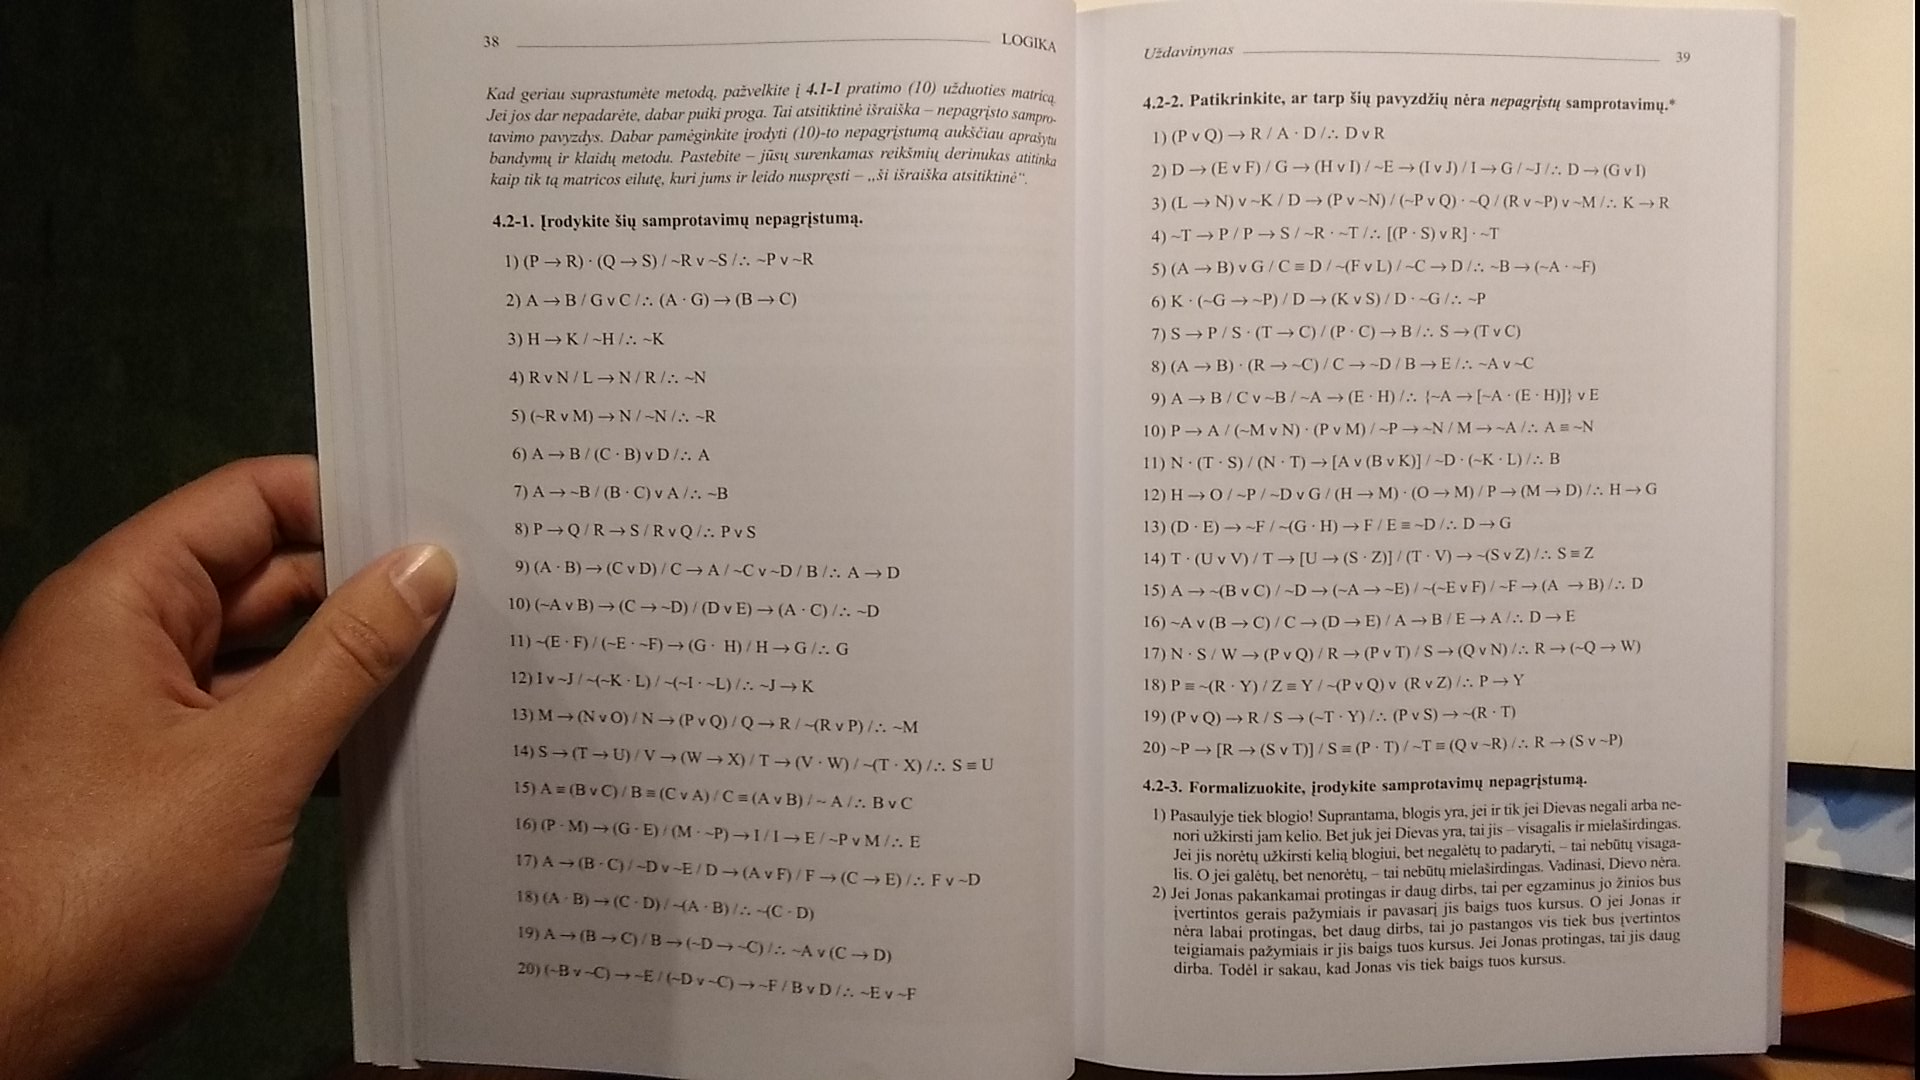 38 LOGIKA
Kad geriau suprastumėte metodą, pažvelkite į 4.1-1 pratimo (10) užduoties matricą.
Jei jos dar nepadarėte, dabar puiki proga. Tai atsitiktinė išraiška – nepagrįsto sampro-
tavimo pavyzdys. Dabar pamėginkite įrodyti (10)-to nepagrįstumą aukščiau aprašytu
bandymų ir klaidų metodu. Pastebite – jūsų surenkamas reikšmių derinukas atitinka
kaip tik tą matricos eilutę, kuri jums ir leido nuspręsti – „ši išraiška atsitiktinė“.
4.2-1. Įrodykite šių samprotavimų nepagrįstumą.
1) (P → R) · (Q → S) / ~R v ~S /∴ ~P v ~R
2) A → B / G v C /∴ (A · G) → (B → C)
3) H → K / ~H /∴ ~K
4) R v N / L → N / R /∴ ~N
5) (~R v M) → N / ~N /∴ ~R
6) A → B / (C · B) v D /∴ A
7) A → ~B / (B · C) v A /∴ ~B
8) P → Q / R → S / R v Q /∴ P v S
9) (A · B) → (C v D) / C → A / ~C v ~D / B /∴ A → D
10) (~A v B) → (C → ~D) / (D v E) → (A · C) /∴ ~D
11) ~(E · F) / (~E · ~F) → (G · H) / H → G /∴ G
12) I v ~J / ~(~K · L) / ~(~I · ~L) /∴ ~J → K
13) M → (N v O) / N → (P v Q) / Q → R / ~(R v P) /∴ ~M
14) S → (T → U) / V → (W → X) / T → (V · W) / ~(T · X) /∴ S ≡ U
15) A ≡ (B v C) / B ≡ (C v A) / C ≡ (A v B) / ~ A /∴ B v C
16) (P · M) → (G · E) / (M · ~P) → I / I → E / ~P v M /∴ E
17) A → (B · C) / ~D v ~E / D → (A v F) / F → (C → E) /∴ F v ~D
18) (A · B) → (C · D) / ~(A · B) /∴ ~(C · D)
19) A → (B → C) / B → (~D → ~C) /∴ ~A v (C → D)
20) (~B v ~C) → ~E / (~D v ~C) → ~F / B v D /∴ ~E v ~F
Uždavinynas 39
4.2-2. Patikrinkite, ar tarp šių pavyzdžių nėra nepagrįstų samprotavimų.*
1) (P v Q) → R / A · D /∴ D v R
2) D → (E v F) / G → (H v I) / ~E → (I v J) / I → G / ~J /∴ D → (G v I)
3) (L → N) v ~K / D → (P v ~N) / (~P v Q) · ~Q / (R v ~P) v ~M /∴ K → R
4) ~T → P / P → S / ~R · ~T /∴ [(P · S) v R] · ~T
5) (A → B) v G / C ≡ D / ~(F v L) / ~C → D /∴ ~B → (~A · ~F)
6) K · (~G → ~P) / D → (K v S) / D · ~G /∴ ~P
7) S → P / S · (T → C) / (P · C) → B /∴ S → (T v C)
8) (A → B) · (R → ~C) / C → ~D / B → E /∴ ~A v ~C
9) A → B / C v ~B / ~A → (E · H) /∴ {~A → [~A · (E · H)]} v E
10) P → A / (~M v N) · (P v M) / ~P → ~N / M → ~A /∴ A ≡ ~N
11) N · (T · S) / (N · T) → [A v (B v K)] / ~D · (~K · L) /∴ B
12) H → O / ~P / ~D v G / (H → M) · (O → M) / P → (M → D) /∴ H → G
13) (D · E) → ~F / ~(G · H) → F / E ≡ ~D /∴ D → G
14) T · (U v V) / T → [U → (S · Z)] / (T · V) → ~(S v Z) /∴ S ≡ Z
15) A → ~(B v C) / ~D → (~A → ~E) / ~(~E v F) / ~F → (A → B) /∴ D
16) ~A v (B → C) / C → (D → E) / A → B / E → A /∴ D → E
17) N · S / W → (P v Q) / R → (P v T) / S → (Q v N) /∴ R → (~Q → W)
18) P ≡ ~(R · Y) / Z ≡ Y / ~(P v Q) v (R v Z) /∴ P → Y
19) (P v Q) → R / S → (~T · Y) /∴ (P v S) → ~(R · T)
20) ~P → [R → (S v T)] / S ≡ (P · T) / ~T ≡ (Q v ~R) /∴ R → (S v ~P)
4.2-3. Formalizuokite, įrodykite samprotavimų nepagrįstumą.
1) Pasaulyje tiek blogio! Suprantama, blogis yra, jei ir tik jei Dievas negali arba ne-
nori užkirsti jam kelio. Bet juk jei Dievas yra, tai jis – visagalis ir mielaširdingas.
Jei jis norėtų užkirsti kelią blogiui, bet negalėtų to padaryti, – tai nebūtų visaga-
lis. O jei galėtų, bet nenorėtų, – tai nebūtų mielaširdingas. Vadinasi, Dievo nėra.
2) Jei Jonas pakankamai protingas ir daug dirbs, tai per egzaminus jo žinios bus
įvertintos gerais pažymiais ir pavasarį jis baigs tuos kursus. O jei Jonas ir
nėra labai protingas, bet daug dirbs, tai jo pastangos vis tiek bus įvertintos
teigiamais pažymiais ir jis baigs tuos kursus. Jei Jonas protingas, tai jis daug
dirba. Todėl ir sakau, kad Jonas vis tiek baigs tuos kursus.